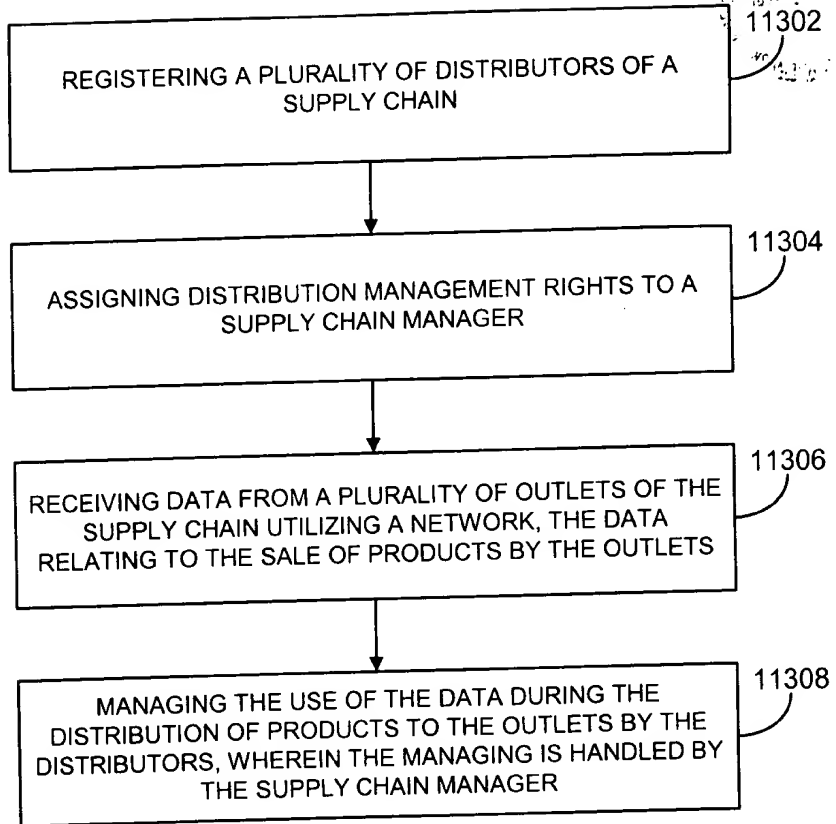 11302
REGISTERING A PLURALITY OF DISTRIBUTORS OF A
SUPPLY CHAIN
11304
ASSIGNING DISTRIBUTION MANAGEMENT RIGHTS TO A
SUPPLY CHAIN MANAGER
11306
RECEIVING DATA FROM A PLURALITY OF OUTLETS OF THE
SUPPLY CHAIN UTILIZING A NETWORK, THE DATA
RELATING TO THE SALE OF PRODUCTS BY THE OUTLETS
11308
MANAGING THE USE OF THE DATA DURING THE
DISTRIBUTION OF PRODUCTS TO THE OUTLETS BY THE
DISTRIBUTORS, WHEREIN THE MANAGING IS HANDLED BY
THE SUPPLY CHAIN MANAGER